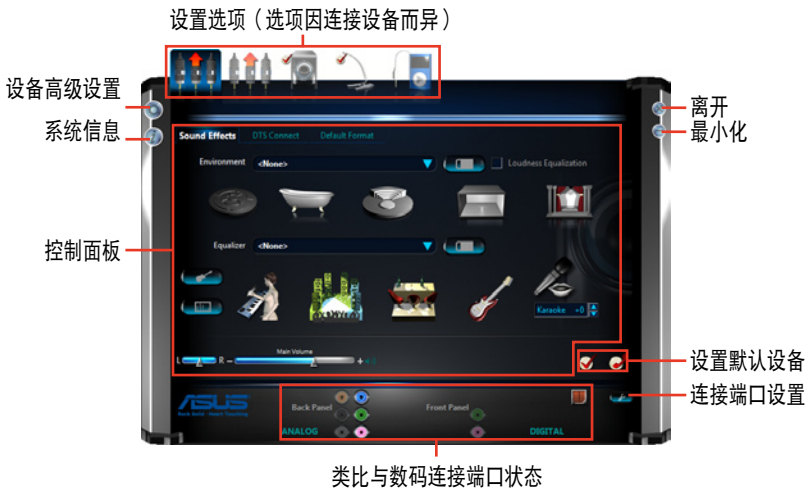 设置选项（选项因连接设备而异）
设备高级设置
系统信息
离开
最小化
Sound Effects DTS Connect Default Format
Environment <None> Loudness Equalization
控制面板
Equalizer <None>
Karaoke +0
Main Volume
L R - +
设置默认设备
连接端口设置
ASUS
Rock Solid · Heart Touching
Back Panel Front Panel
ANALOG DIGITAL
类比与数码连接端口状态